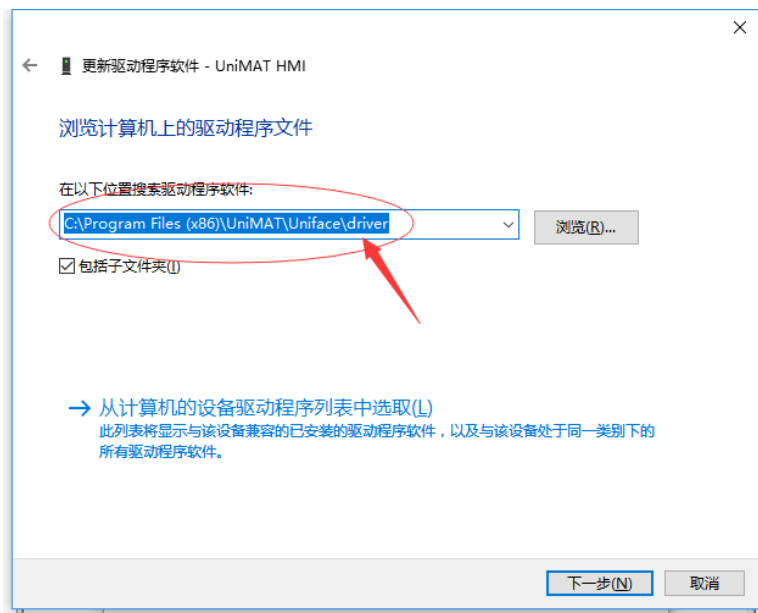 更新驱动程序软件 - UniMAT HMI
浏览计算机上的驱动程序文件
在以下位置搜索驱动程序软件:
C:\Program Files (x86)\UniMAT\Uniface\driver
浏览(R)...
包括子文件夹(I)
从计算机的设备驱动程序列表中选取(L)
此列表将显示与该设备兼容的已安装的驱动程序软件，以及与该设备处于同一类别下的
所有驱动程序软件。
下一步(N)
取消